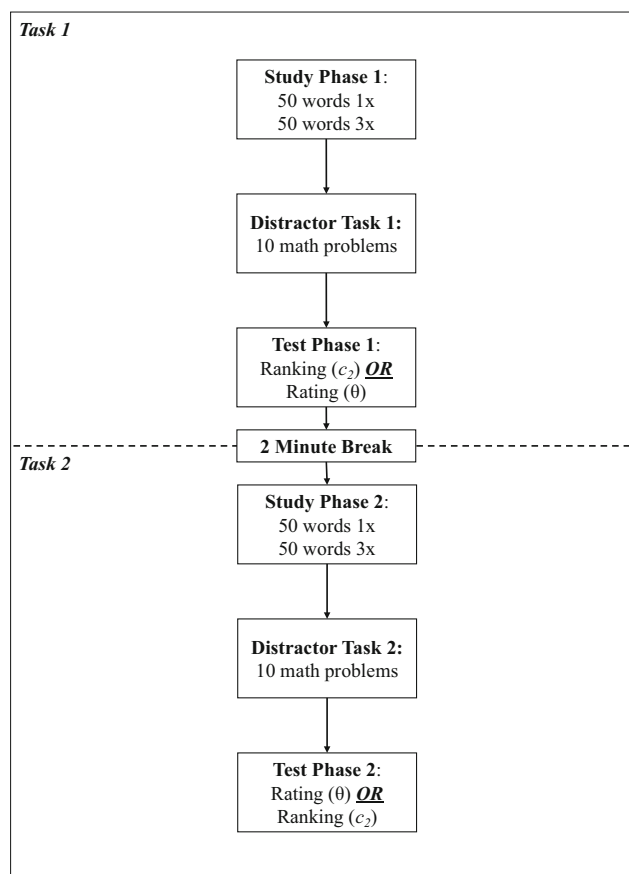 Task 1
Study Phase 1:
50 words 1x
50 words 3x
Distractor Task 1:
10 math problems
Test Phase 1:
Ranking (c₂) OR
Rating (θ)
2 Minute Break
Task 2
Study Phase 2:
50 words 1x
50 words 3x
Distractor Task 2:
10 math problems
Test Phase 2:
Rating (θ) OR
Ranking (c₂)